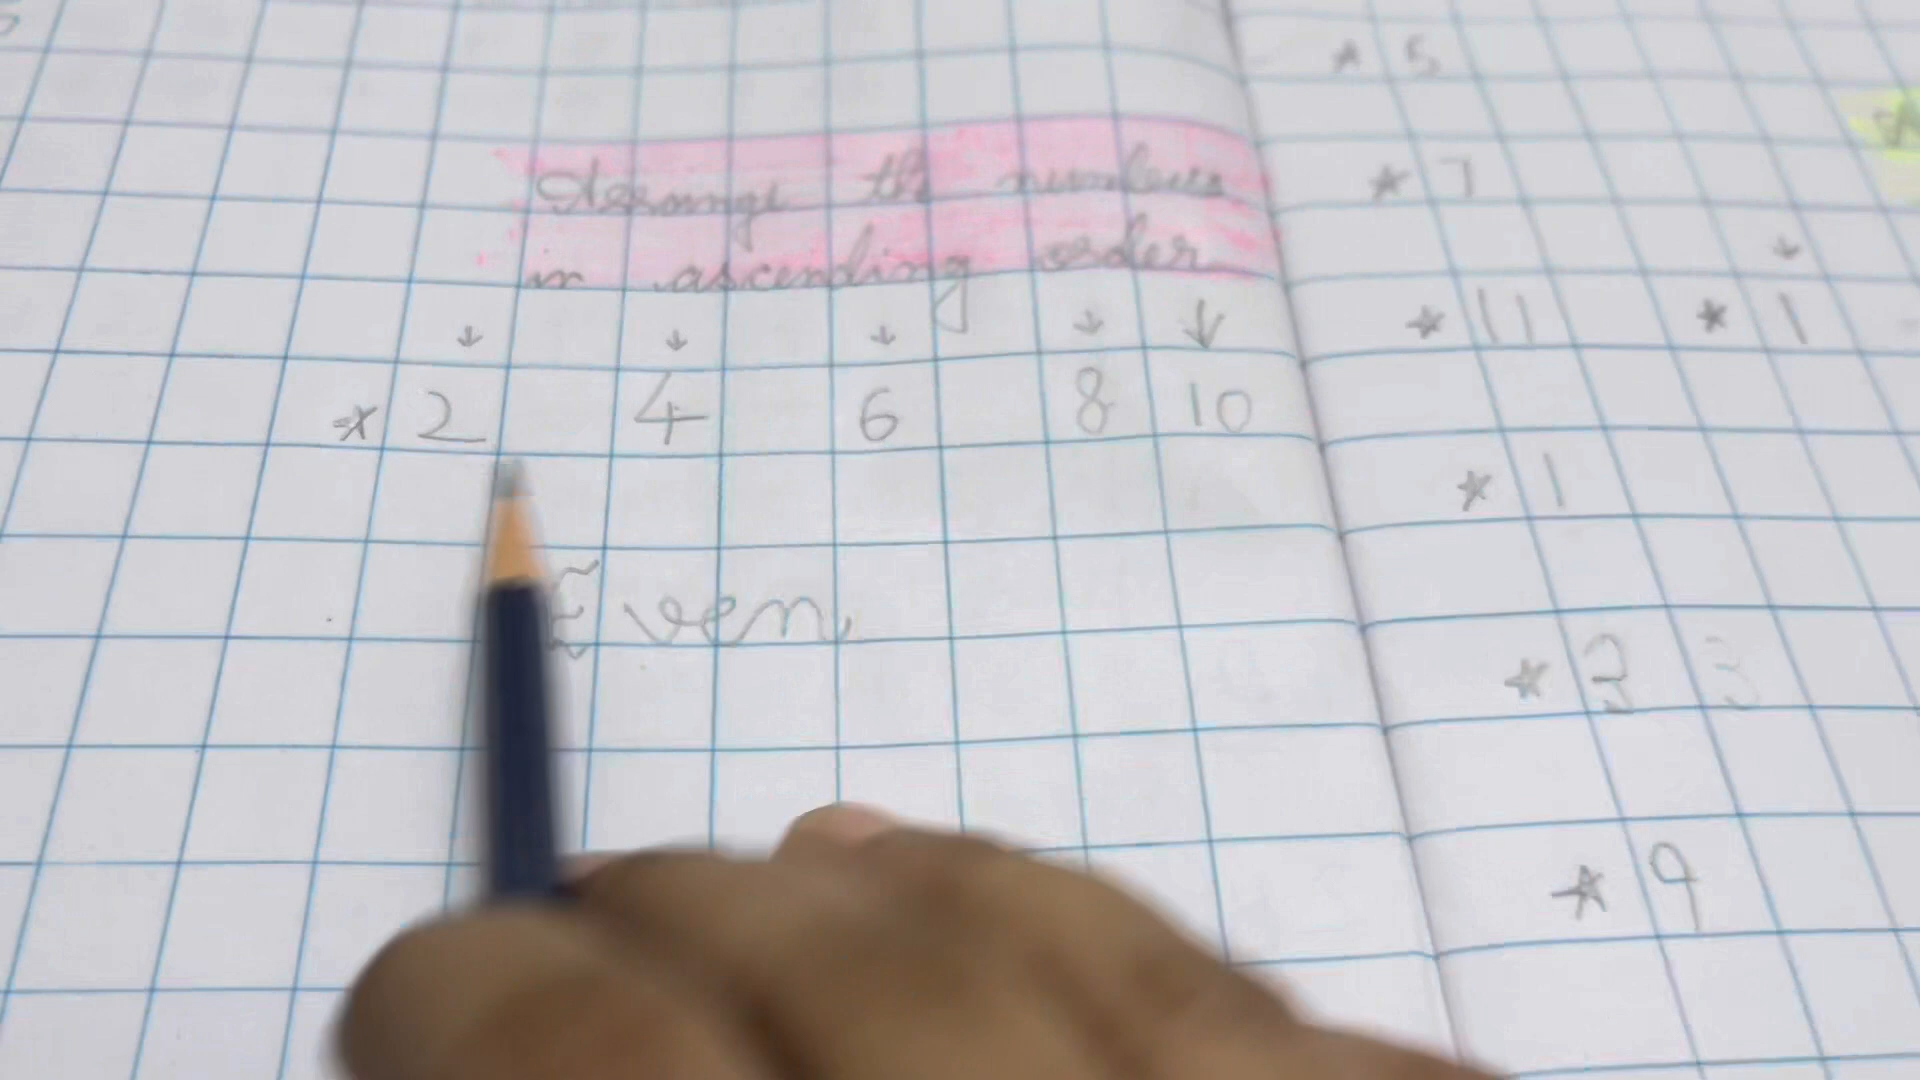 Arrange the numbers
in ascending order
↓ ↓ ↓ ↓ ↓
* 2 4 6 8 10
Even
* 5
* 7
↓
* 11 * 1
* 1
* 3 3
* 9